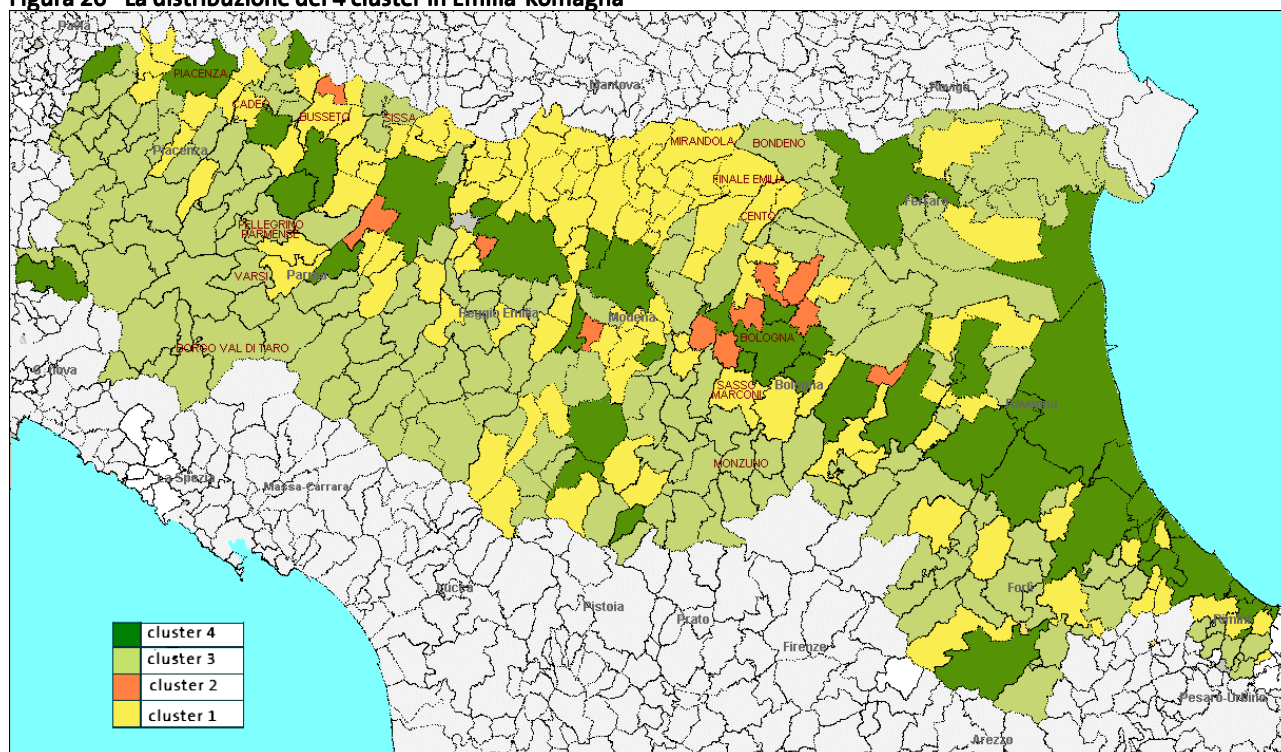 Figura 26 - La distribuzione dei 4 cluster in Emilia-Romagna
Pavia
PIACENZA
Mantova
Rovigo
CADEO
BUSSETO
SISSA
MIRANDOLA
BONDENO
Piacenza
FINALE EMILIA
Ferrara
CENTO
PELLEGRINO
PARMENSE
VARSI
Parma
Reggio Emilia
Modena
BOLOGNA
BORGO VAL DI TARO
G nova
SASSO
MARCONI
Bologna
Ravenna
MONZUNO
La Spezia
Massa-Carrara
Lucca
Pistoia
Prato
Firenze
Forlì
Rimini
Pesaro-Urbino
Arezzo
cluster 4
cluster 3
cluster 2
cluster 1